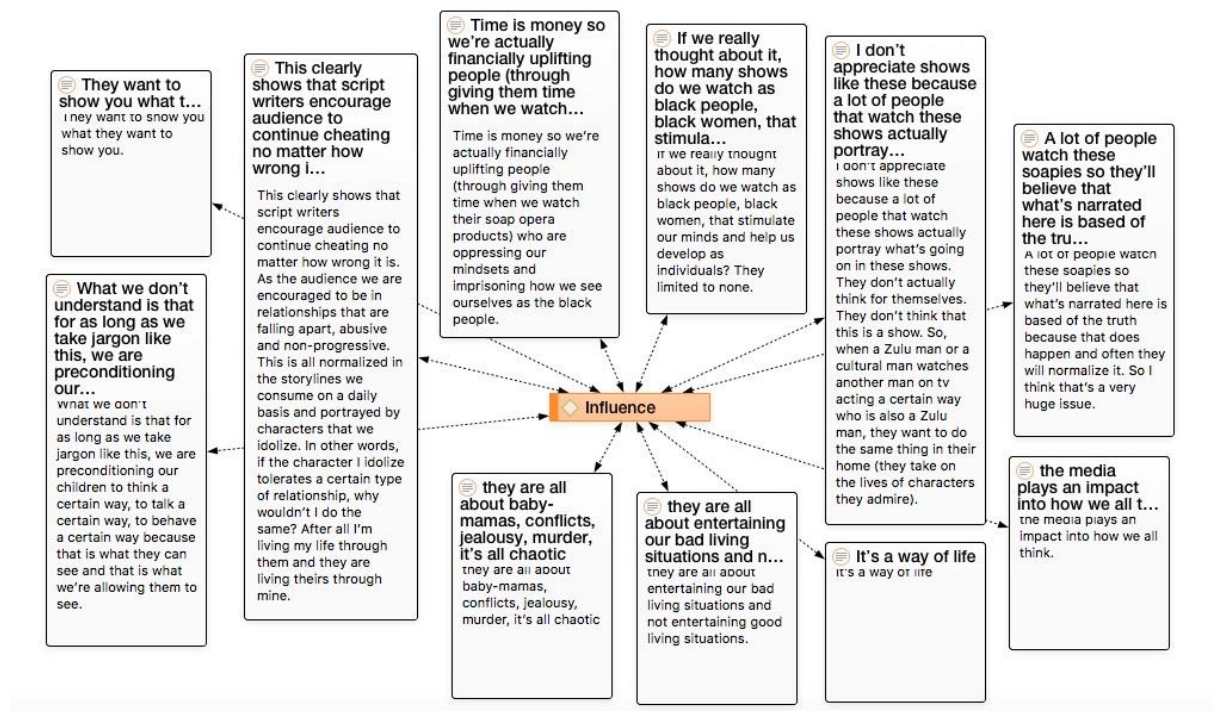 They want to
show you what t...
They want to show you
what they want to
show you.
This clearly
shows that script
writers encourage
audience to
continue cheating
no matter how
wrong i...
This clearly shows that
script writers
encourage audience to
continue cheating no
matter how wrong it is.
As the audience we are
encouraged to be in
relationships that are
falling apart, abusive
and non-progressive.
This is all normalized in
the storylines we
consume on a daily
basis and portrayed by
characters that we
idolize. In other words,
if the character I idolize
tolerates a certain type
of relationship, why
wouldn't I do the
same? After all I'm
living my life through
them and they are
living theirs through
mine.
Time is money so
we're actually
financially uplifting
people (through
giving them time
when we watch...
Time is money so we're
actually financially
uplifting people
(through giving them
time when we watch
their soap opera
products) who are
oppressing our
mindsets and
imprisoning how we see
ourselves as the black
people.
If we really
thought about it,
how many shows
do we watch as
black people,
black women, that
stimula...
If we really thought
about it, how many
shows do we watch as
black people, black
women, that stimulate
our minds and help us
develop as
individuals? They
limited to none.
I don't
appreciate shows
like these because
a lot of people
that watch these
shows actually
portray...
I don't appreciate
shows like these
because a lot of
people that watch
these shows actually
portray what's going
on in these shows.
They don't actually
think for themselves.
They don't think that
this is a show. So,
when a Zulu man or a
cultural man watches
another man on tv
acting a certain way
who is also a Zulu
man, they want to do
the same thing in their
home (they take on
the lives of characters
they admire).
A lot of people
watch these
soapies so they'll
believe that
what's narrated
here is based of
the tru...
A lot of people watch
these soapies so
they'll believe that
what's narrated here is
based of the truth
because that does
happen and often they
will normalize it. So I
think that's a very
huge issue.
What we don't
understand is that
for as long as we
take jargon like
this, we are
preconditioning
our...
What we don't
understand is that for
as long as we take
jargon like this, we are
preconditioning our
children to think a
certain way, to talk a
certain way, to behave
a certain way because
that is what they can
see and that is what
we're allowing them to
see.
Influence
they are all
about baby-
mamas, conflicts,
jealousy, murder,
it's all chaotic
they are all about
baby-mamas,
conflicts, jealousy,
murder, it's all chaotic
they are all
about entertaining
our bad living
situations and n...
they are all about
entertaining our bad
living situations and
not entertaining good
living situations.
It's a way of life
It's a way of life
the media
plays an impact
into how we all t...
the media plays an
impact into how we all
think.